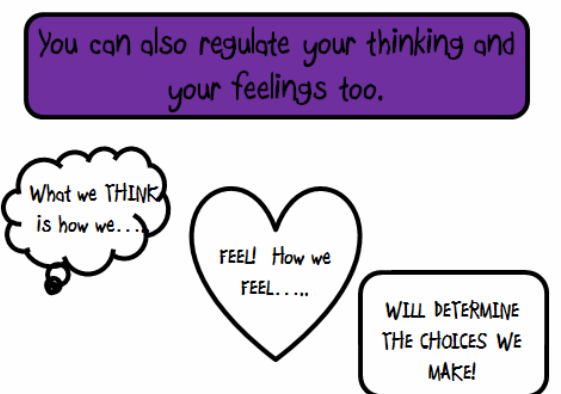 You can also regulate your thinking and
your feelings too.
What we THINK
is how we.....
FEEL! How we
FEEL.....
WILL DETERMINE
THE CHOICES WE
MAKE!